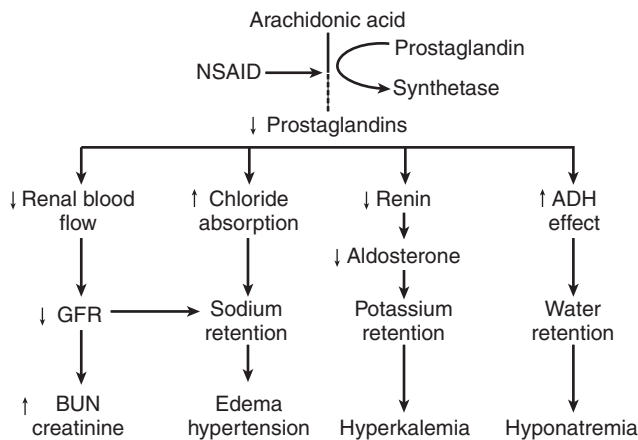 Arachidonic acid
Prostaglandin
NSAID
Synthetase
↓ Prostaglandins
↓ Renal blood
flow
↑ Chloride
absorption
↓ Renin
↑ ADH
effect
↓ Aldosterone
↓ GFR
Sodium
retention
Potassium
retention
Water
retention
↑ BUN
creatinine
Edema
hypertension
Hyperkalemia
Hyponatremia